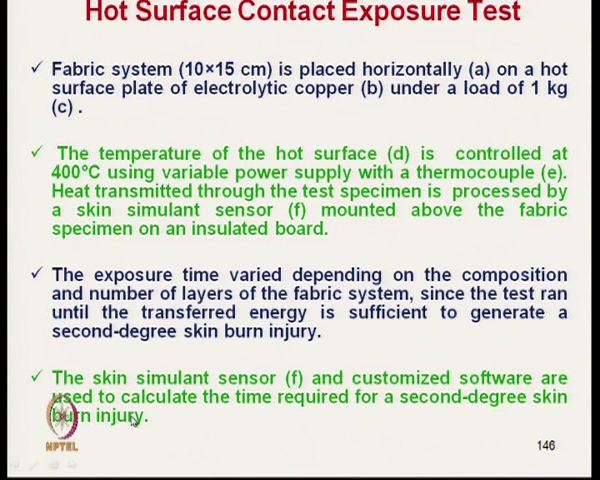 Hot Surface Contact Exposure Test
✓ Fabric system (10×15 cm) is placed horizontally (a) on a hot
surface plate of electrolytic copper (b) under a load of 1 kg
(c) .
✓ The temperature of the hot surface (d) is controlled at
400°C using variable power supply with a thermocouple (e).
Heat transmitted through the test specimen is processed by
a skin simulant sensor (f) mounted above the fabric
specimen on an insulated board.
✓ The exposure time varied depending on the composition
and number of layers of the fabric system, since the test ran
until the transferred energy is sufficient to generate a
second-degree skin burn injury.
✓ The skin simulant sensor (f) and customized software are
used to calculate the time required for a second-degree skin
burn injury.
NPTEL
146